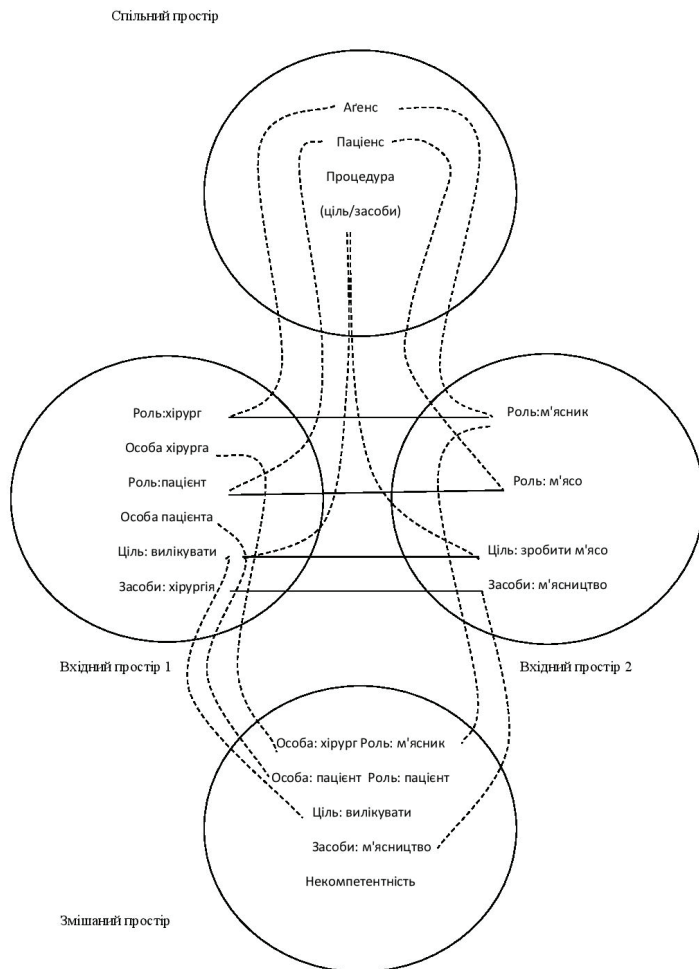 Спільний простір
Аґенс
Паціенс
Процедура
(ціль/засоби)
Роль:хірург
Особа хірурга
Роль:пацієнт
Особа пацієнта
Ціль: вилікувати
Засоби: хірургія
Роль:м'ясник
Роль: м'ясо
Ціль: зробити м'ясо
Засоби: м'ясництво
Вхідний простір 1
Вхідний простір 2
Особа: хірург Роль: м'ясник
Особа: пацієнт Роль: пацієнт
Ціль: вилікувати
Засоби: м'ясництво
Некомпетентність
Змішаний простір